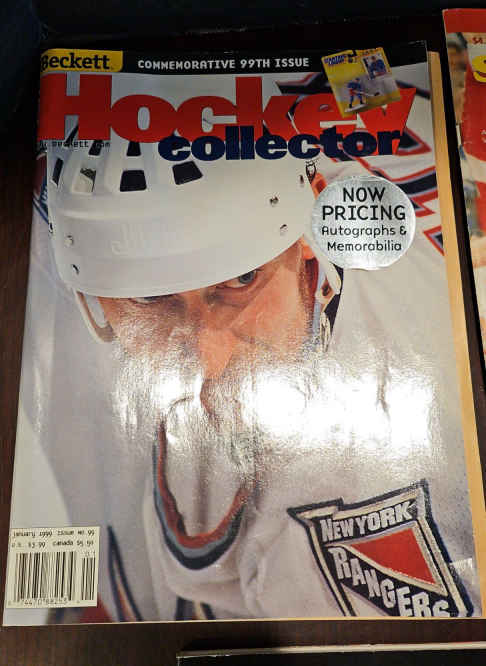 Beckett
COMMEMORATIVE 99TH ISSUE
Hockey
collector
NOW
PRICING
Autographs &
Memorabilia
NEW YORK
RANGERS
January 1999 Issue No.99
U.S. $3.99 Canada $5.50
01